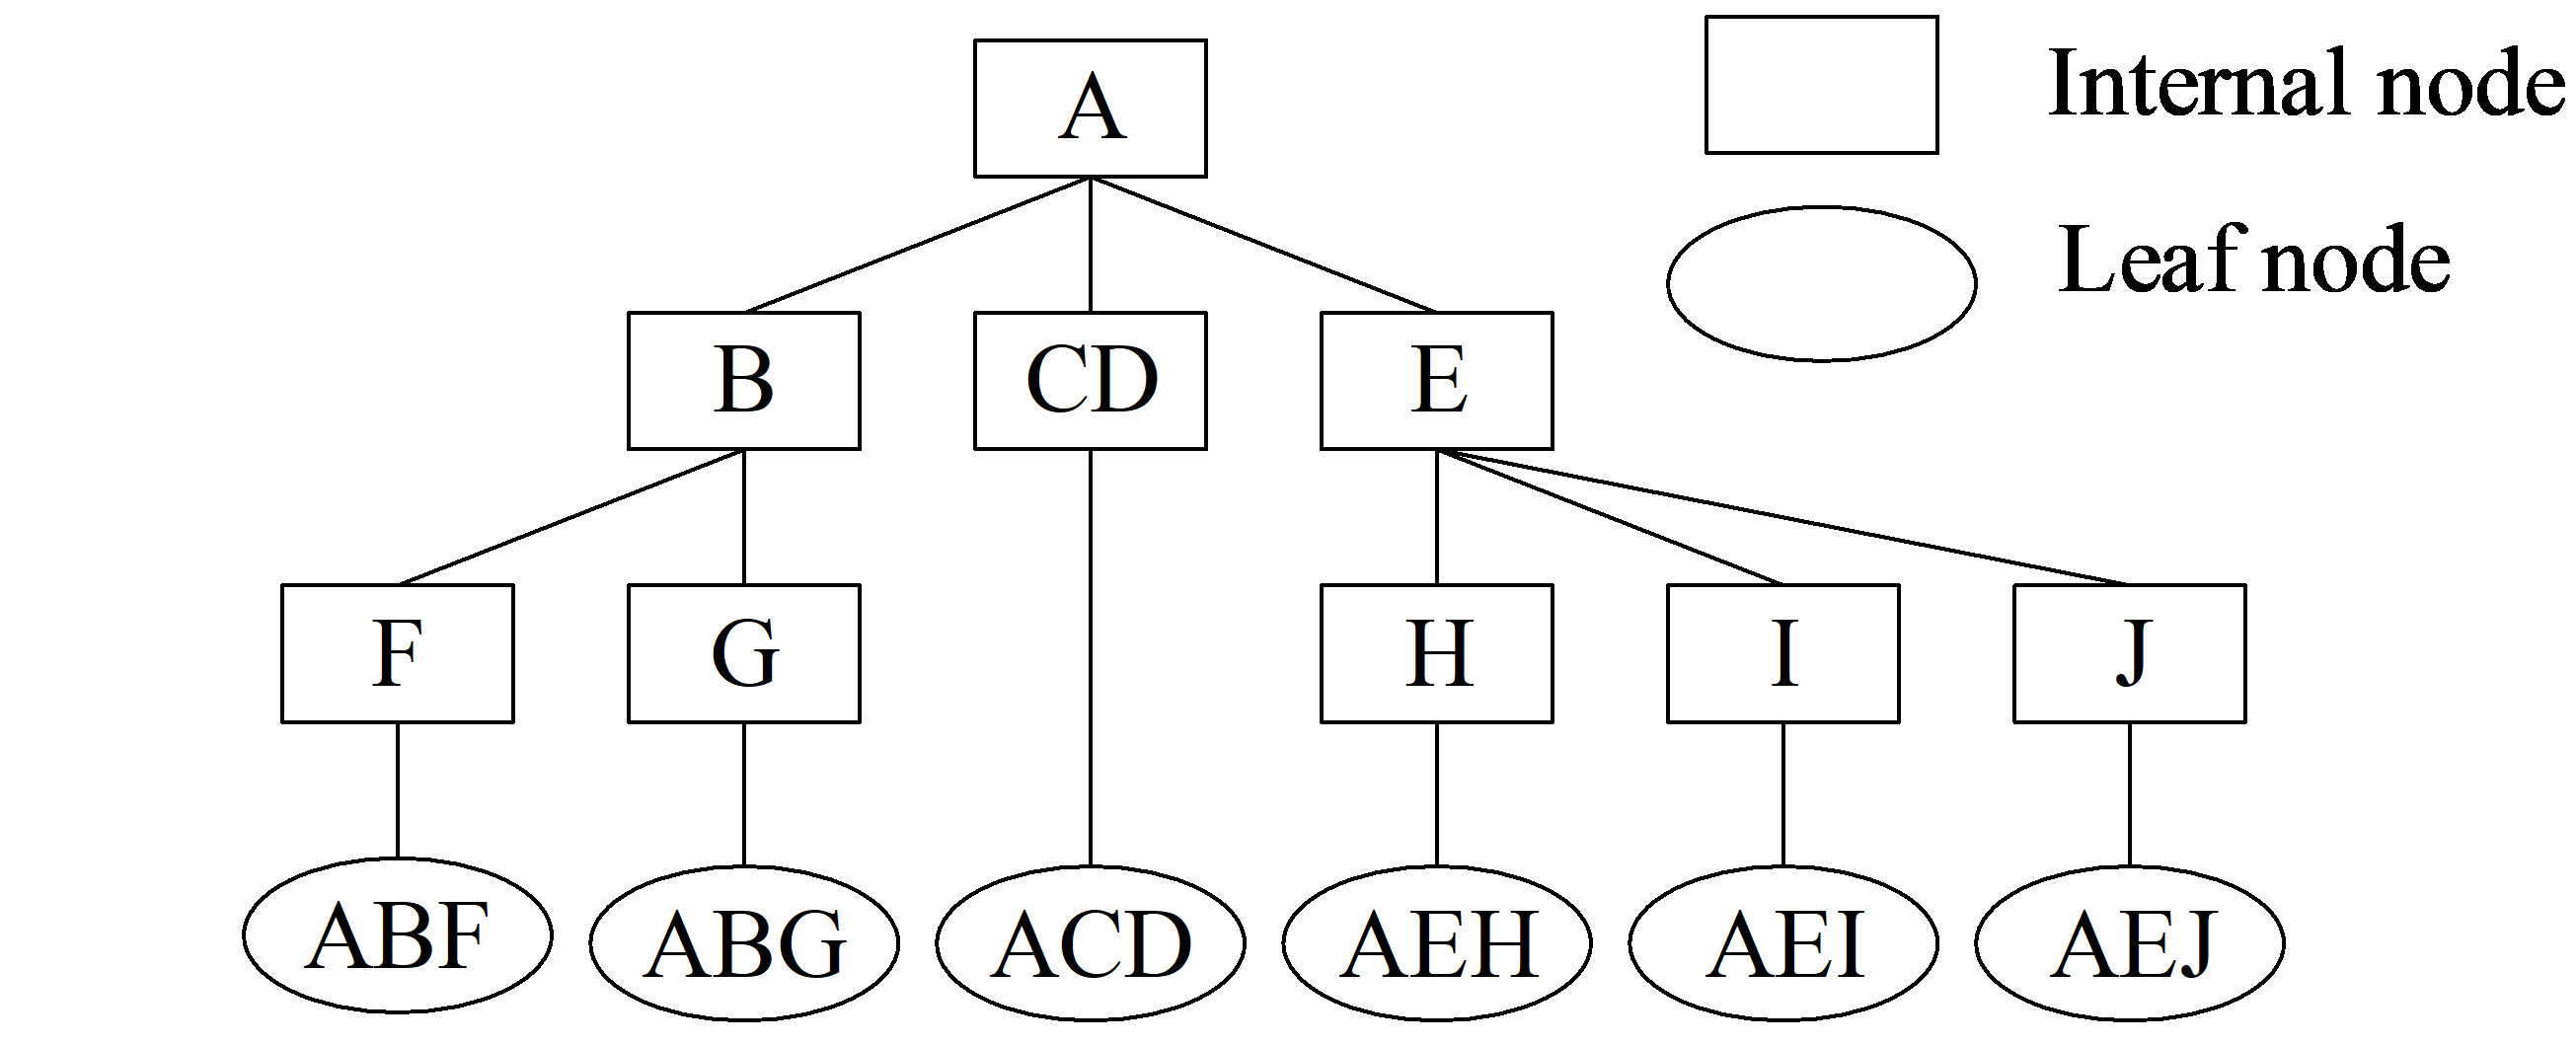 A
Internal node
Leaf node
B
CD
E
F
G
H
I
J
ABF
ABG
ACD
AEH
AEI
AEJ